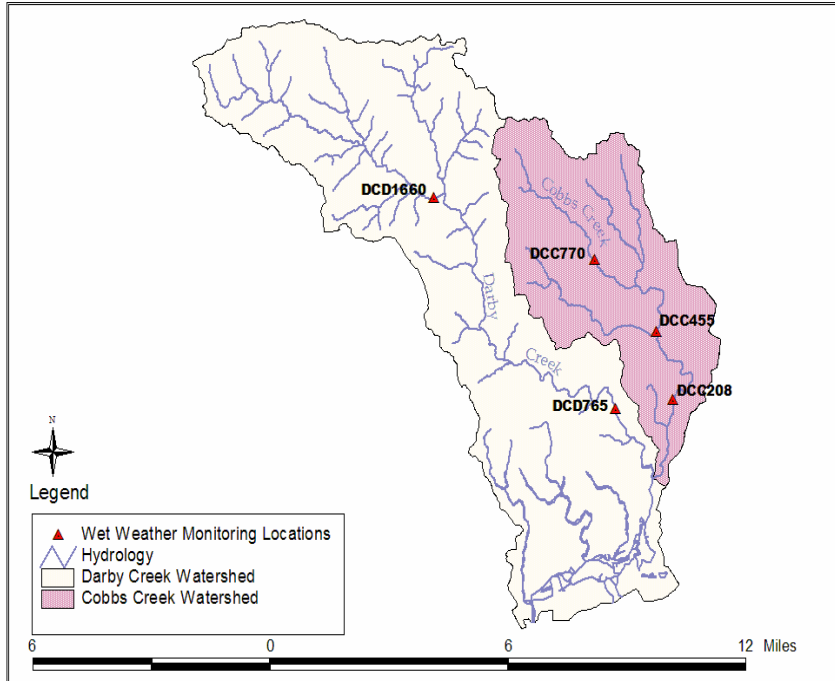 DCD1660
Cobbs Creek
DCC770
Darby
DCC455
Creek
DCC208
DCD765
N
Legend
Wet Weather Monitoring Locations
Hydrology
Darby Creek Watershed
Cobbs Creek Watershed
6 0 6 12 Miles